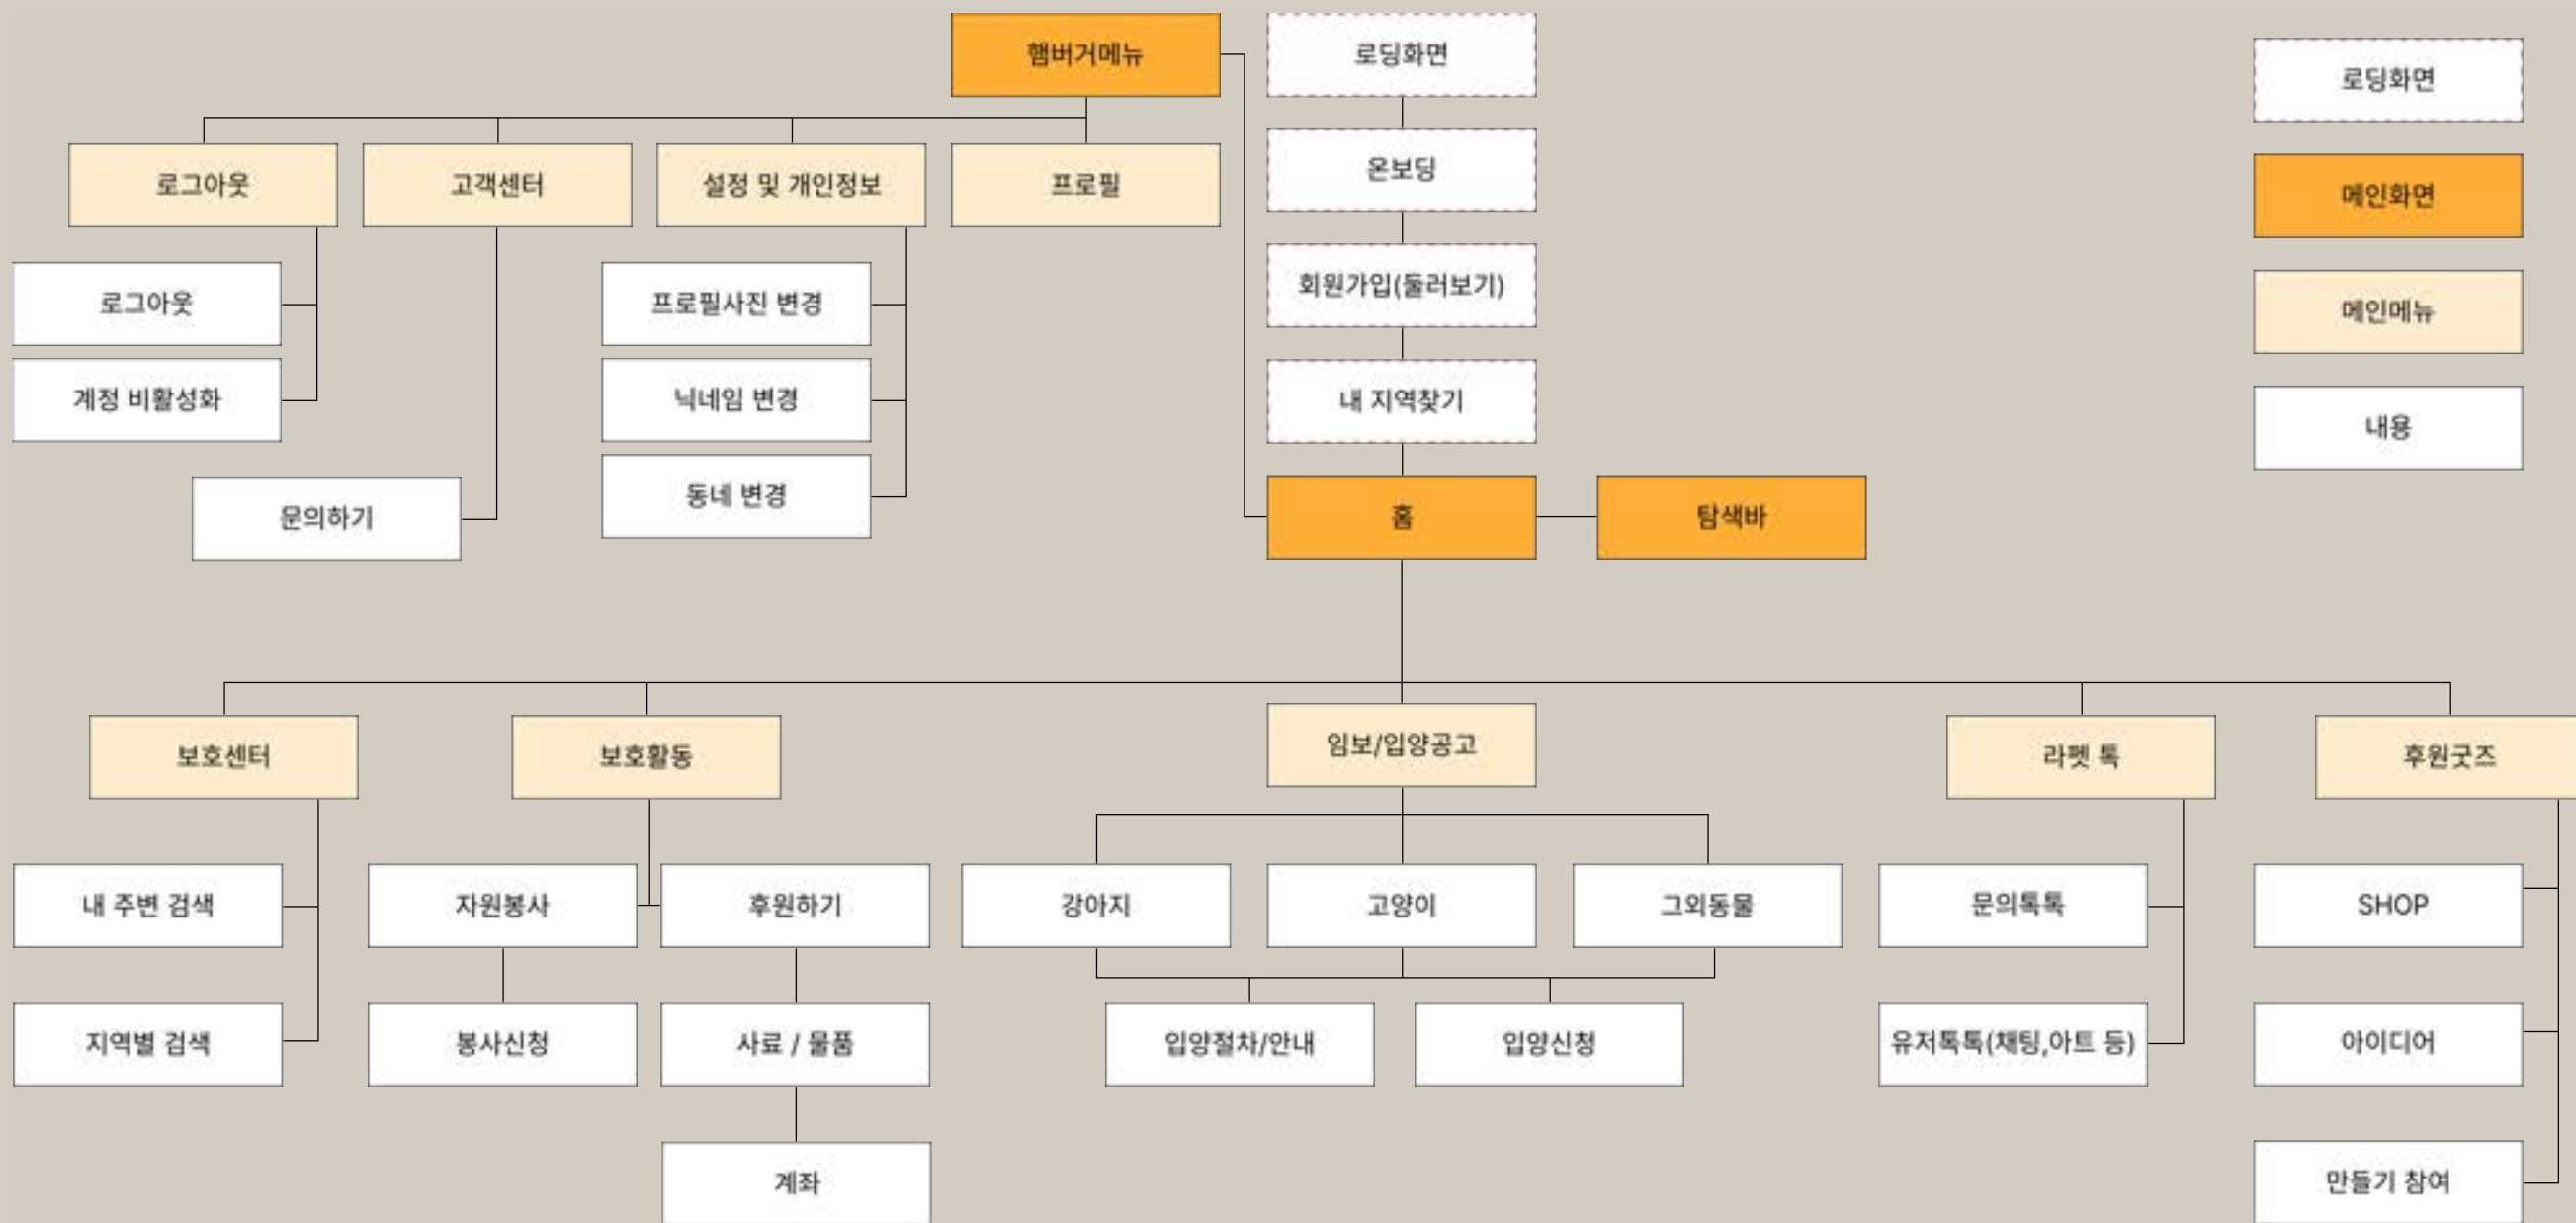 햄버거메뉴
로딩화면
로딩화면
온보딩
메인화면
로그아웃
고객센터
설정 및 개인정보
프로필
회원가입(둘러보기)
메인메뉴
로그아웃
프로필사진 변경
내 지역찾기
내용
계정 비활성화
닉네임 변경
동네 변경
문의하기
홈
탐색바
보호센터
보호활동
임보/입양공고
라펫 톡
후원굿즈
내 주변 검색
자원봉사
후원하기
강아지
고양이
그외동물
문의톡톡
SHOP
지역별 검색
봉사신청
사료 / 물품
입양절차/안내
입양신청
유저톡톡(채팅,아트 등)
아이디어
계좌
만들기 참여